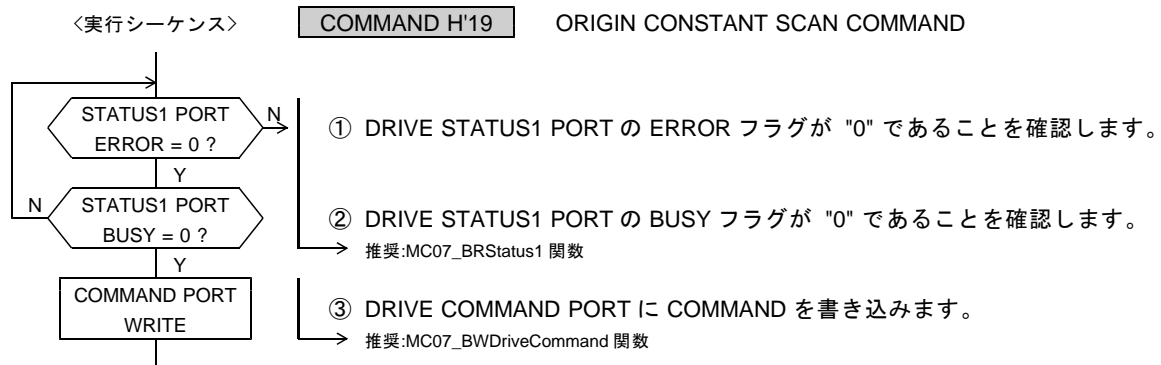 〈実行シーケンス〉 COMMAND H'19 ORIGIN CONSTANT SCAN COMMAND
STATUS1 PORT
ERROR = 0 ?
N
① DRIVE STATUS1 PORT の ERROR フラグが "0" であることを確認します。
Y
N
STATUS1 PORT
BUSY = 0 ?
② DRIVE STATUS1 PORT の BUSY フラグが "0" であることを確認します。
推奨:MC07_BRStatus1 関数
Y
COMMAND PORT
WRITE
③ DRIVE COMMAND PORT に COMMAND を書き込みます。
推奨:MC07_BWDriveCommand 関数